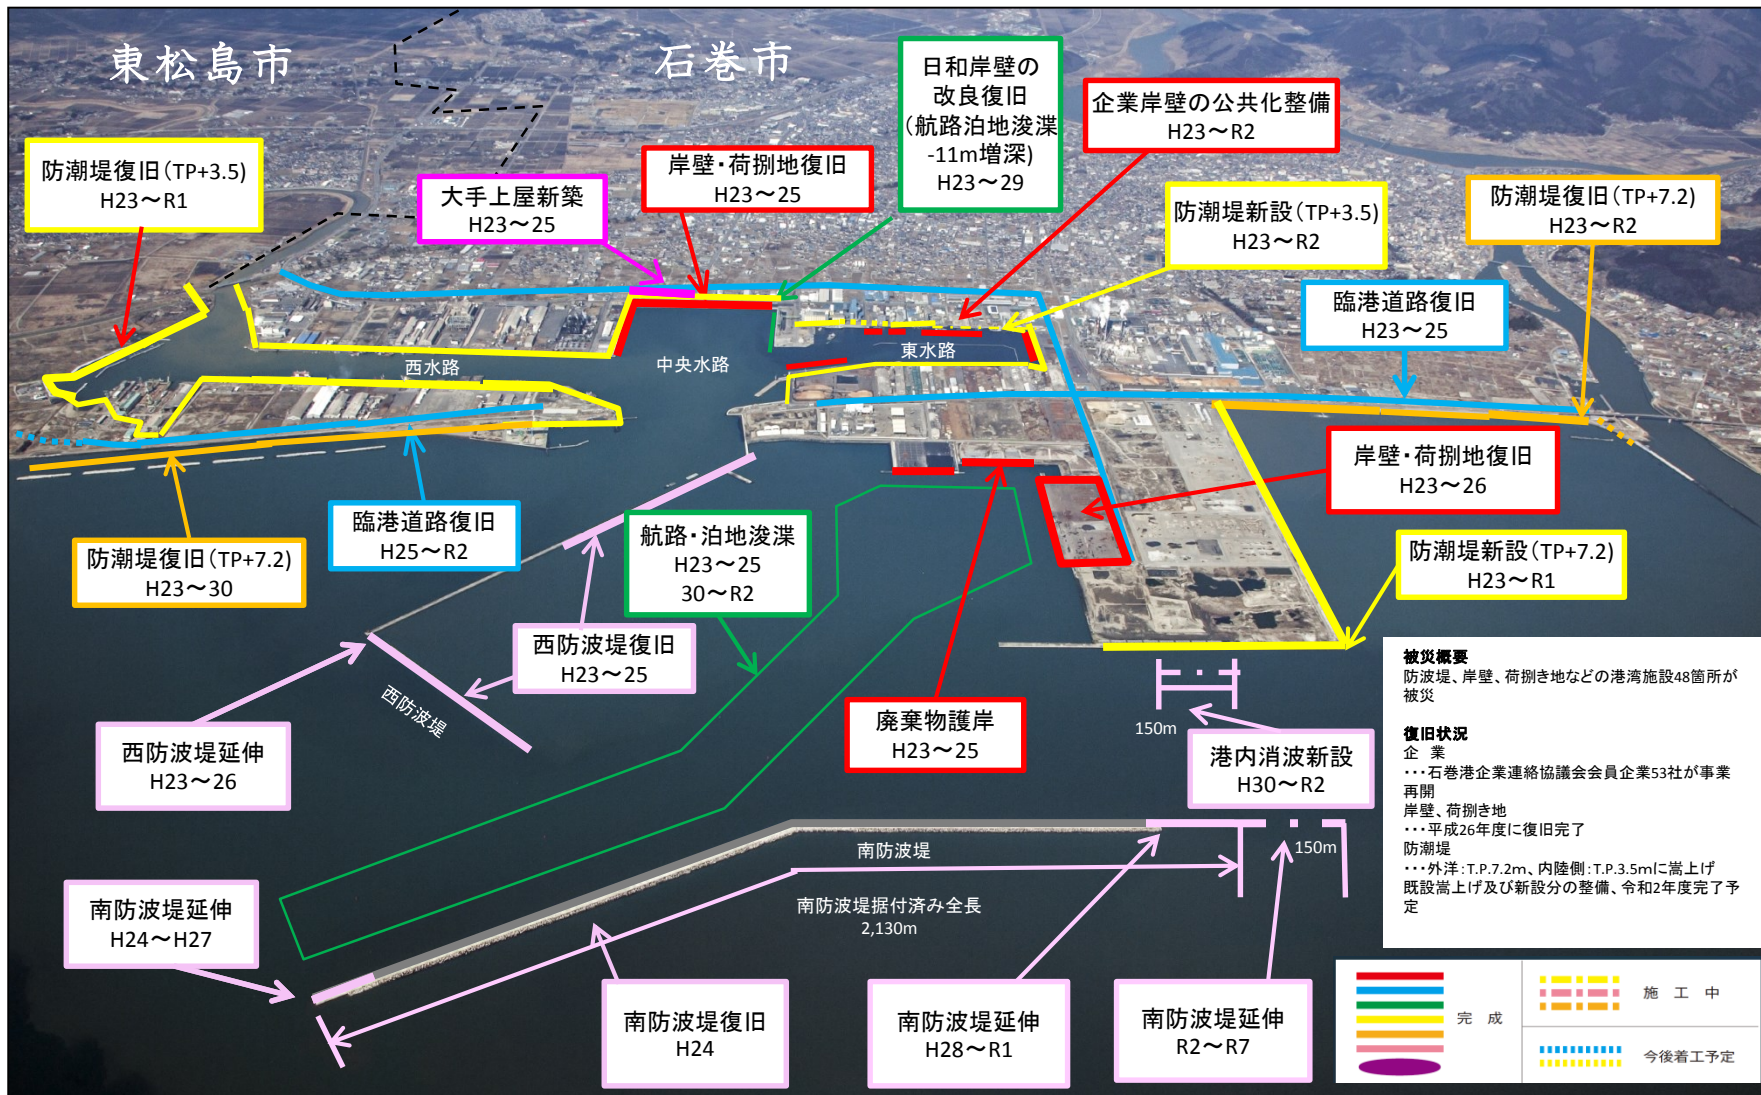 東松島市
石巻市
日和岸壁の
改良復旧
(航路泊地浚渫
-11m増深)
H23～29
企業岸壁の公共化整備
H23～R2
防潮堤復旧(TP+3.5)
H23～R1
大手上屋新築
H23～25
岸壁・荷捌地復旧
H23～25
防潮堤新設(TP+3.5)
H23～R2
防潮堤復旧(TP+7.2)
H23～R2
臨港道路復旧
H23～25
西水路
中央水路
東水路
岸壁・荷捌地復旧
H23～26
防潮堤復旧(TP+7.2)
H23～30
臨港道路復旧
H25～R2
航路・泊地浚渫
H23～25
30～R2
防潮堤新設(TP+7.2)
H23～R1
西防波堤復旧
H23～25
西防波堤
西防波堤延伸
H23～26
廃棄物護岸
H23～25
150m
港内消波新設
H30～R2
被災概要
防波堤、岸壁、荷捌き地などの港湾施設48箇所が
被災
復旧状況
企 業
･･･石巻港企業連絡協議会会員企業53社が事業
再開
岸壁、荷捌き地
･･･平成26年度に復旧完了
防潮堤
･･･外洋：T.P.7.2m、内陸側：T.P.3.5mに嵩上げ
既設嵩上げ及び新設分の整備、令和2年度完了予
定
南防波堤
150m
南防波堤据付済み全長
2,130m
南防波堤延伸
H24～H27
南防波堤復旧
H24
南防波堤延伸
H28～R1
南防波堤延伸
R2～R7
完 成
施 工 中
今後着工予定